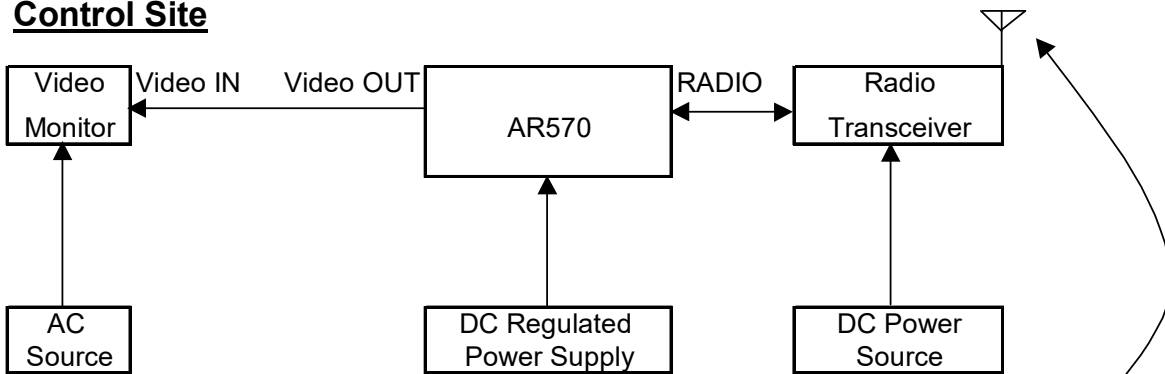 Control Site
Video
Monitor
Video IN
Video OUT
AR570
RADIO
Radio
Transceiver
AC
Source
DC Regulated
Power Supply
DC Power
Source